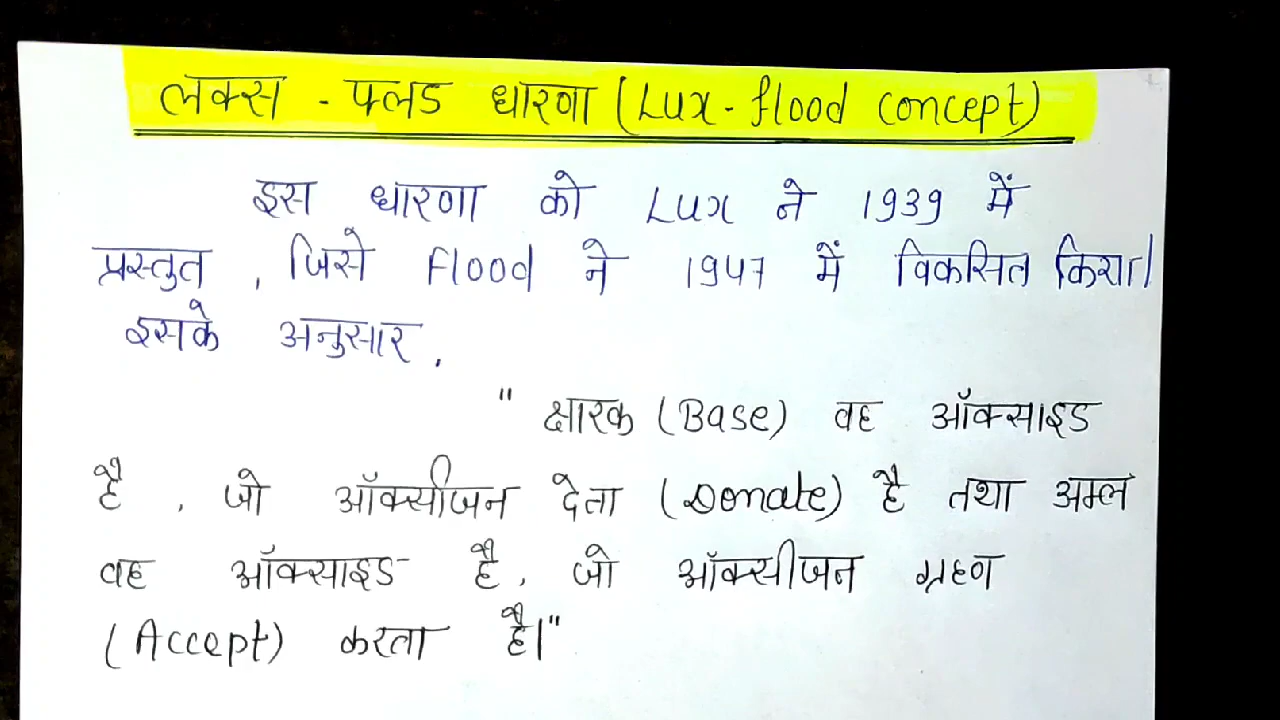 लक्स - फ्लड धारणा (Lux - flood concept)
इस धारणा को Lux ने 1939 में
प्रस्तुत , जिसे Flood ने 1947 में विकसित किया।
इसके अनुसार ,
" क्षारक (Base) वह ऑक्साइड
है , जो ऑक्सीजन देता (Donate) है तथा अम्ल
वह ऑक्साइड है , जो ऑक्सीजन ग्रहण
(Accept) करता है।"